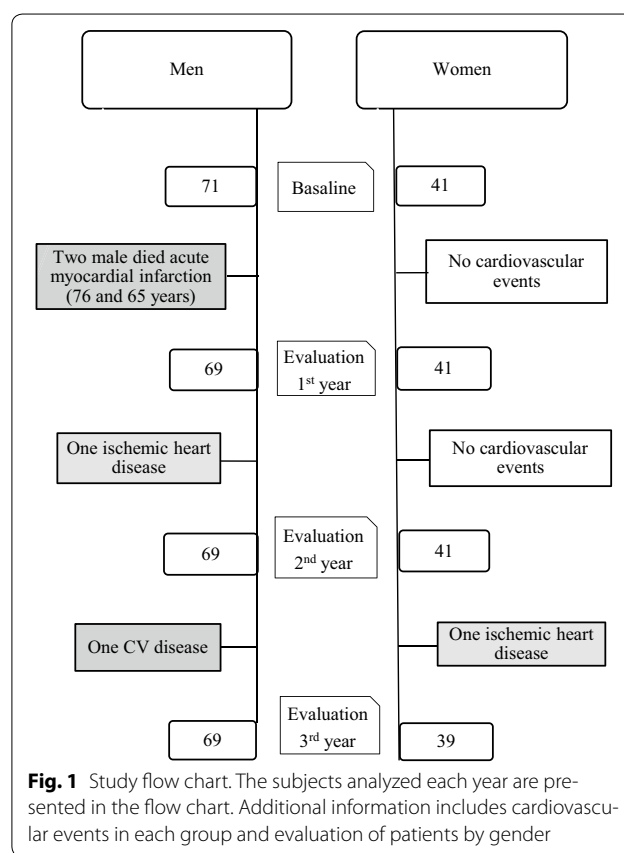 Men
Women
71
Basaline
41
Two male died acute
myocardial infarction
(76 and 65 years)
No cardiovascular
events
69
Evaluation
1st year
41
One ischemic heart
disease
No cardiovascular
events
69
Evaluation
2nd year
41
One CV disease
One ischemic heart
disease
69
Evaluation
3rd year
39
Fig. 1 Study flow chart. The subjects analyzed each year are pre-
sented in the flow chart. Additional information includes cardiovascu-
lar events in each group and evaluation of patients by gender